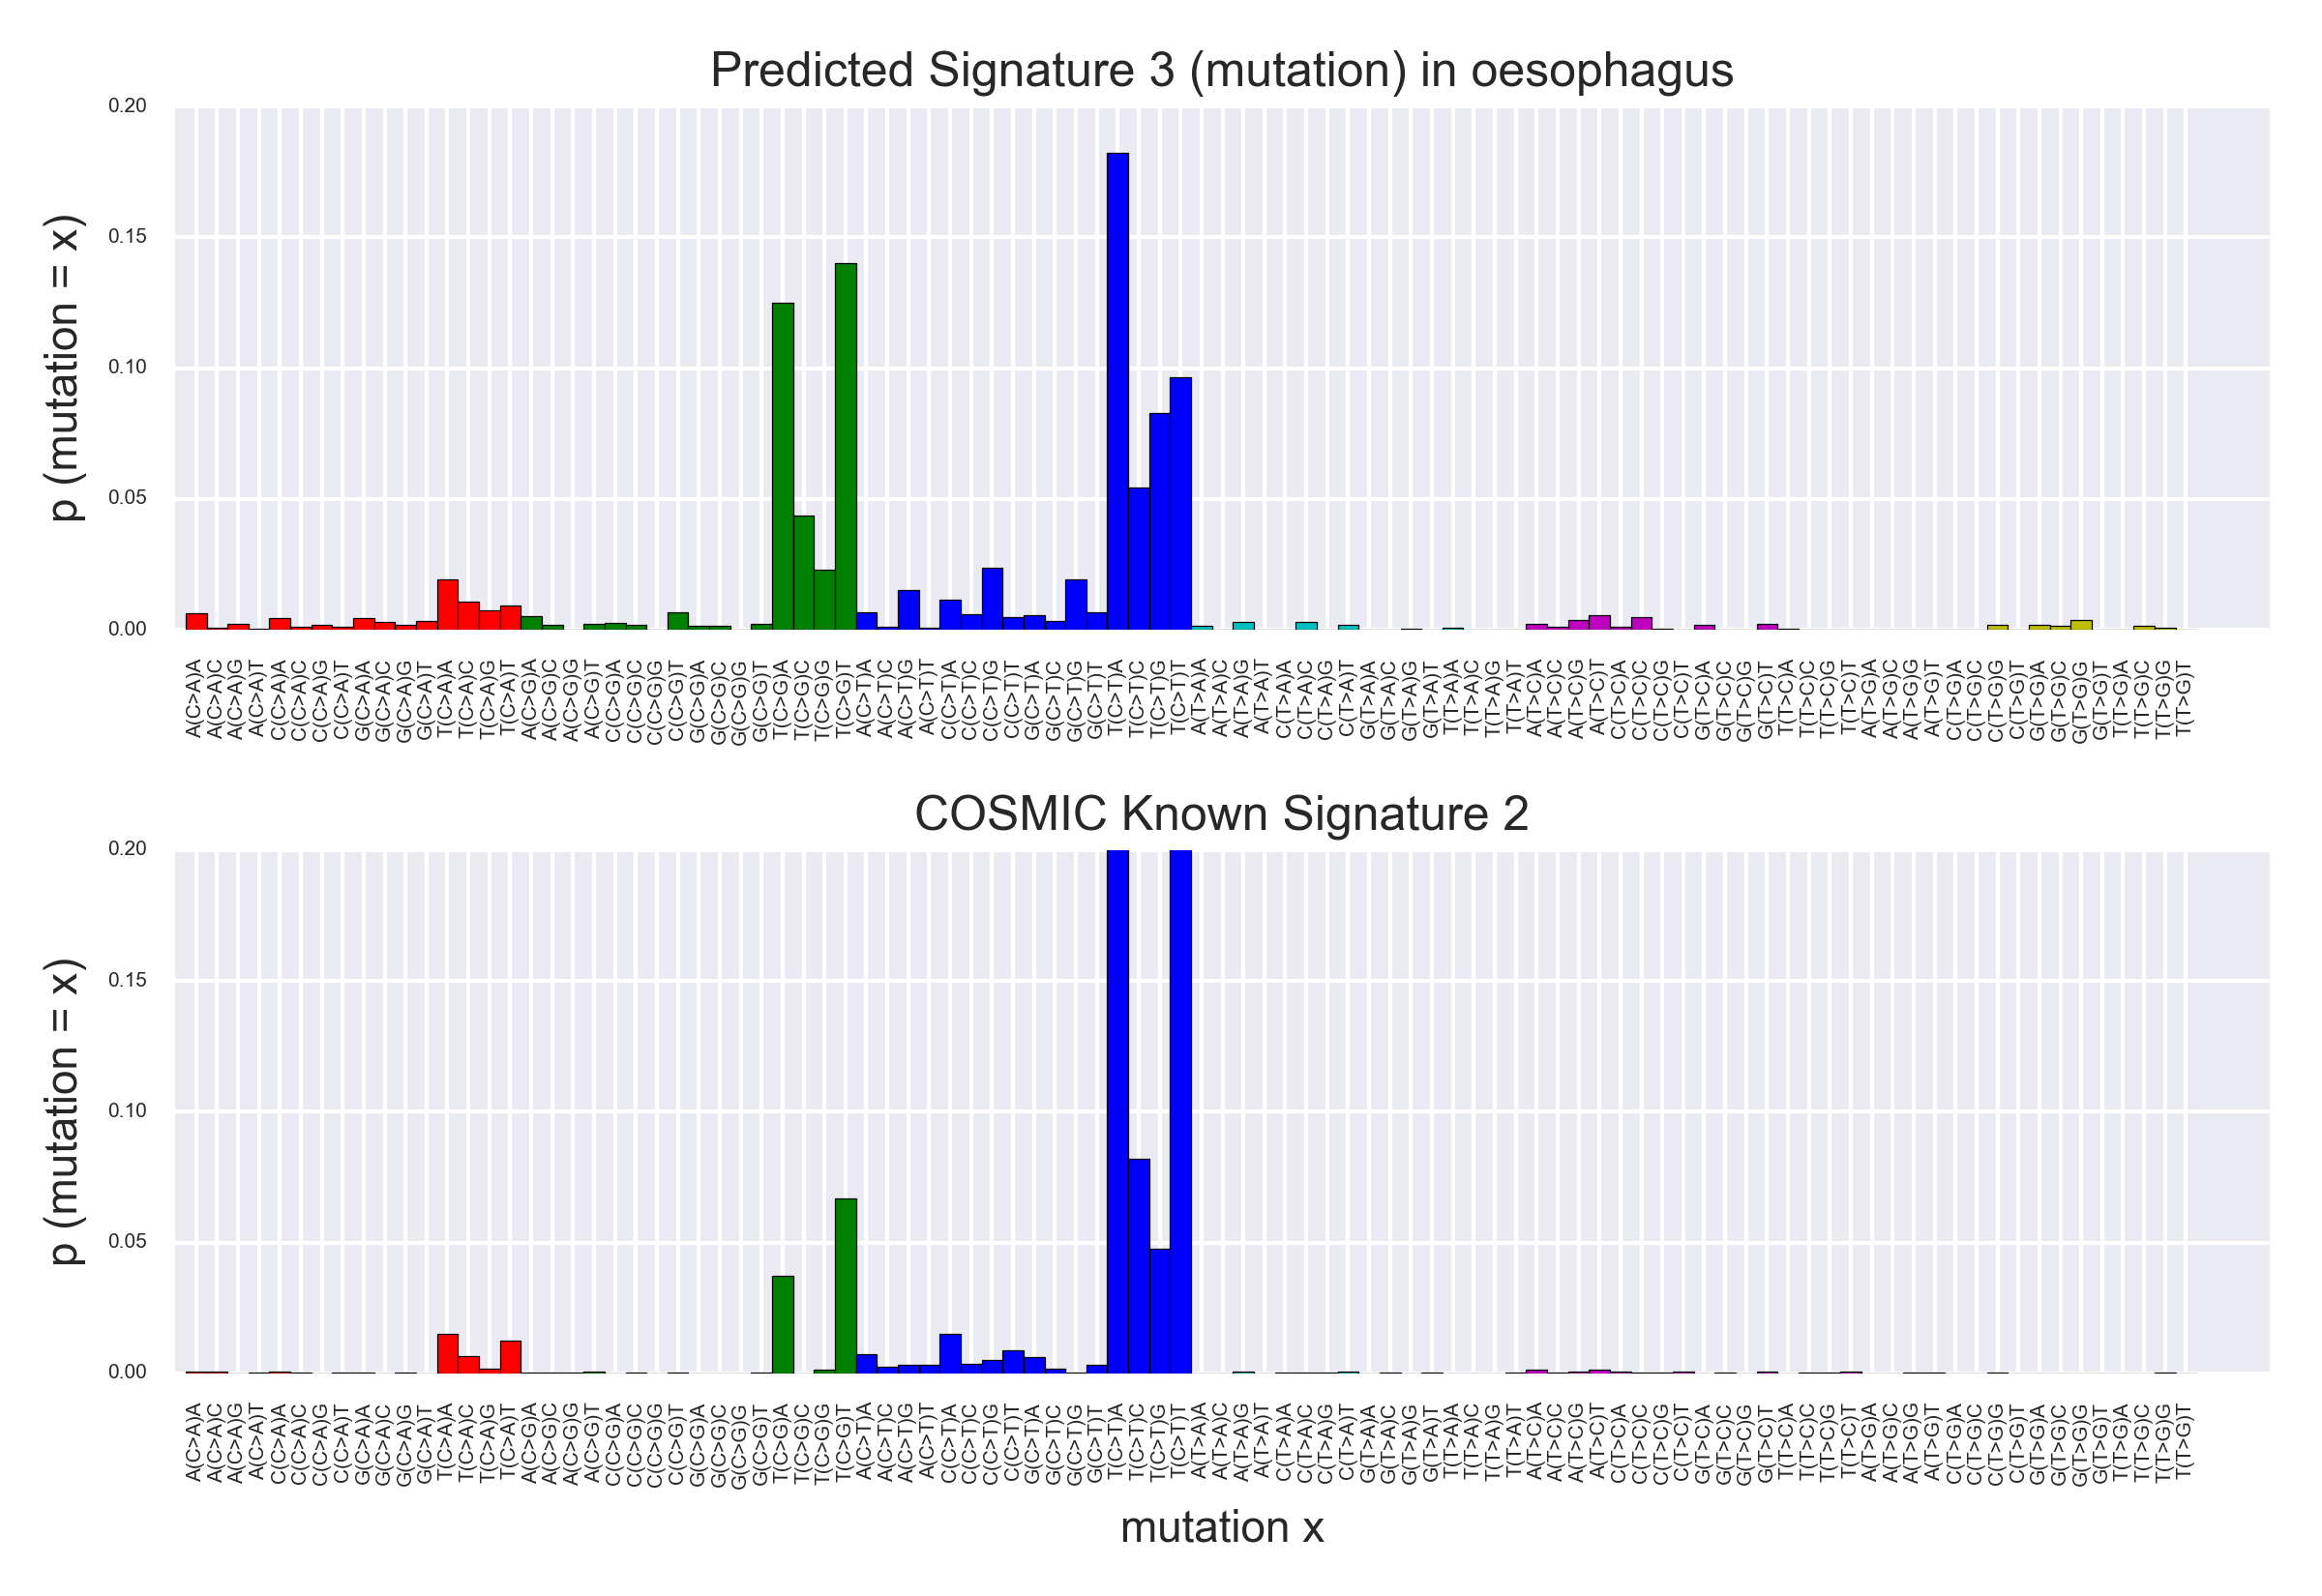 Predicted Signature 3 (mutation) in oesophagus
p (mutation = x)
0.20
0.15
0.10
0.05
0.00
A(C>A)A A(C>A)C A(C>A)G A(C>A)T C(C>A)A C(C>A)C C(C>A)G C(C>A)T G(C>A)A G(C>A)C G(C>A)G G(C>A)T T(C>A)A T(C>A)C T(C>A)G T(C>A)T A(C>G)A A(C>G)C A(C>G)G A(C>G)T C(C>G)A C(C>G)C C(C>G)G C(C>G)T G(C>G)A G(C>G)C G(C>G)G G(C>G)T T(C>G)A T(C>G)C T(C>G)G T(C>G)T A(C>T)A A(C>T)C A(C>T)G A(C>T)T C(C>T)A C(C>T)C C(C>T)G C(C>T)T G(C>T)A G(C>T)C G(C>T)G G(C>T)T T(C>T)A T(C>T)C T(C>T)G T(C>T)T A(T>A)A A(T>A)C A(T>A)G A(T>A)T C(T>A)A C(T>A)C C(T>A)G C(T>A)T G(T>A)A G(T>A)C G(T>A)G G(T>A)T T(T>A)A T(T>A)C T(T>A)G T(T>A)T A(T>C)A A(T>C)C A(T>C)G A(T>C)T C(T>C)A C(T>C)C C(T>C)G C(T>C)T G(T>C)A G(T>C)C G(T>C)G G(T>C)T T(T>C)A T(T>C)C T(T>C)G T(T>C)T A(T>G)A A(T>G)C A(T>G)G A(T>G)T C(T>G)A C(T>G)C C(T>G)G C(T>G)T G(T>G)A G(T>G)C G(T>G)G G(T>G)T T(T>G)A T(T>G)C T(T>G)G T(T>G)T
COSMIC Known Signature 2
p (mutation = x)
0.20
0.15
0.10
0.05
0.00
A(C>A)A A(C>A)C A(C>A)G A(C>A)T C(C>A)A C(C>A)C C(C>A)G C(C>A)T G(C>A)A G(C>A)C G(C>A)G G(C>A)T T(C>A)A T(C>A)C T(C>A)G T(C>A)T A(C>G)A A(C>G)C A(C>G)G A(C>G)T C(C>G)A C(C>G)C C(C>G)G C(C>G)T G(C>G)A G(C>G)C G(C>G)G G(C>G)T T(C>G)A T(C>G)C T(C>G)G T(C>G)T A(C>T)A A(C>T)C A(C>T)G A(C>T)T C(C>T)A C(C>T)C C(C>T)G C(C>T)T G(C>T)A G(C>T)C G(C>T)G G(C>T)T T(C>T)A T(C>T)C T(C>T)G T(C>T)T A(T>A)A A(T>A)C A(T>A)G A(T>A)T C(T>A)A C(T>A)C C(T>A)G C(T>A)T G(T>A)A G(T>A)C G(T>A)G G(T>A)T T(T>A)A T(T>A)C T(T>A)G T(T>A)T A(T>C)A A(T>C)C A(T>C)G A(T>C)T C(T>C)A C(T>C)C C(T>C)G C(T>C)T G(T>C)A G(T>C)C G(T>C)G G(T>C)T T(T>C)A T(T>C)C T(T>C)G T(T>C)T A(T>G)A A(T>G)C A(T>G)G A(T>G)T C(T>G)A C(T>G)C C(T>G)G C(T>G)T G(T>G)A G(T>G)C G(T>G)G G(T>G)T T(T>G)A T(T>G)C T(T>G)G T(T>G)T
mutation x